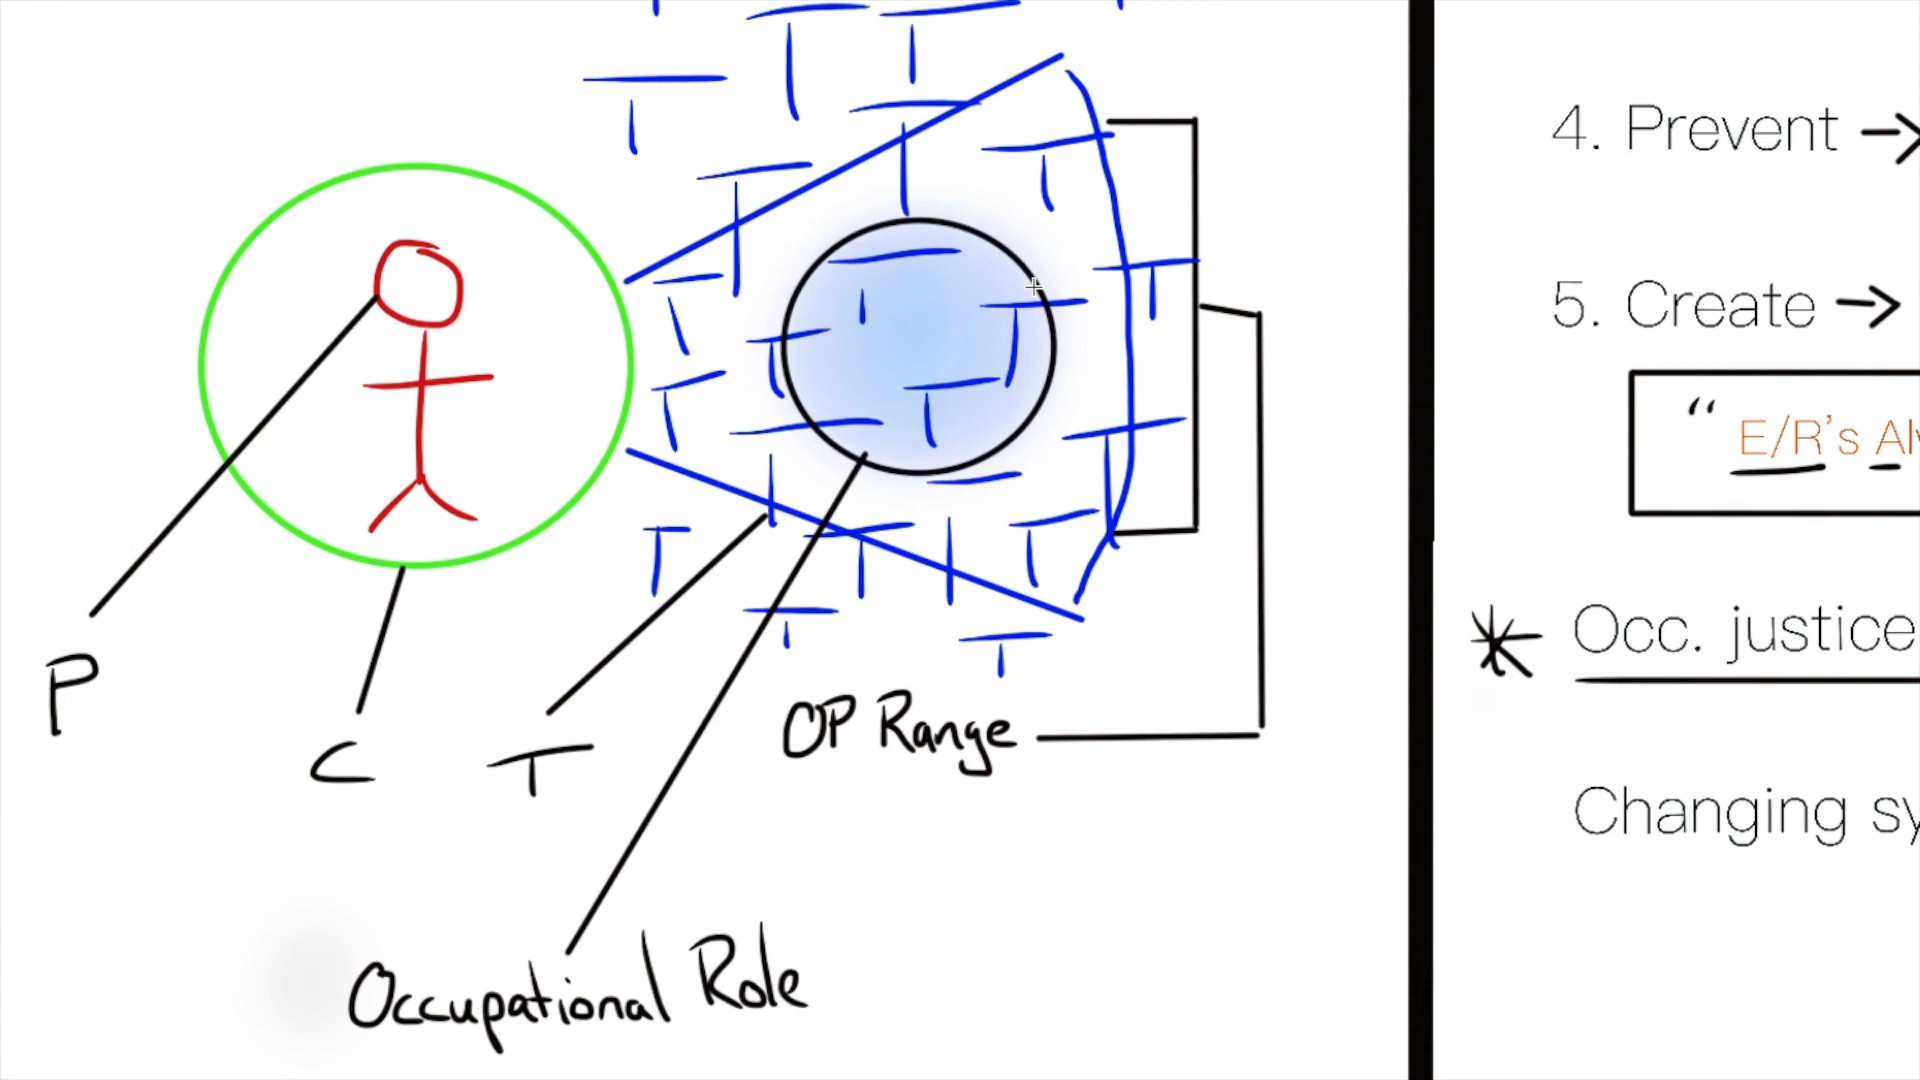 P
C
T
OP Range
Occupational Role
4. Prevent →
5. Create →
“ E/R’s
Occ. justice
Changing